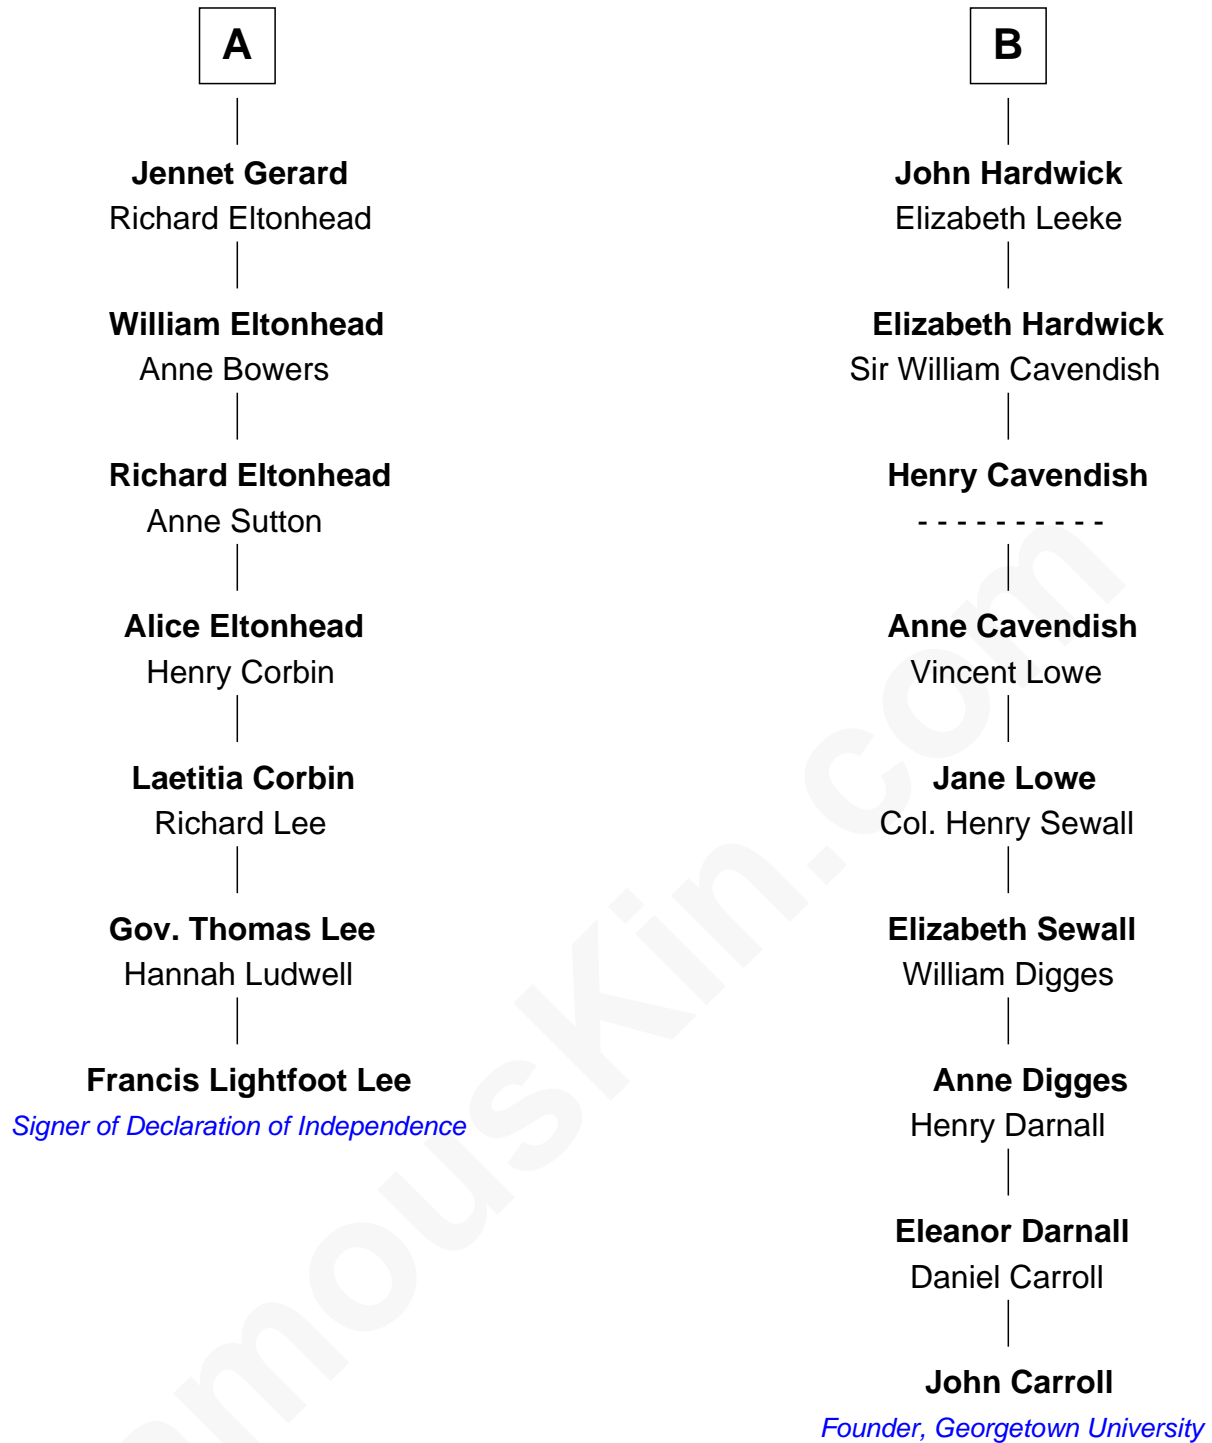 A
Jennet Gerard
Richard Eltonhead
William Eltonhead
Anne Bowers
Richard Eltonhead
Anne Sutton
Alice Eltonhead
Henry Corbin
Laetitia Corbin
Richard Lee
Gov. Thomas Lee
Hannah Ludwell
Francis Lightfoot Lee
Signer of Declaration of Independence
B
John Hardwick
Elizabeth Leeke
Elizabeth Hardwick
Sir William Cavendish
Henry Cavendish
- - - - - - - - - -
Anne Cavendish
Vincent Lowe
Jane Lowe
Col. Henry Sewall
Elizabeth Sewall
William Digges
Anne Digges
Henry Darnall
Eleanor Darnall
Daniel Carroll
John Carroll
Founder, Georgetown University
amousKin.com